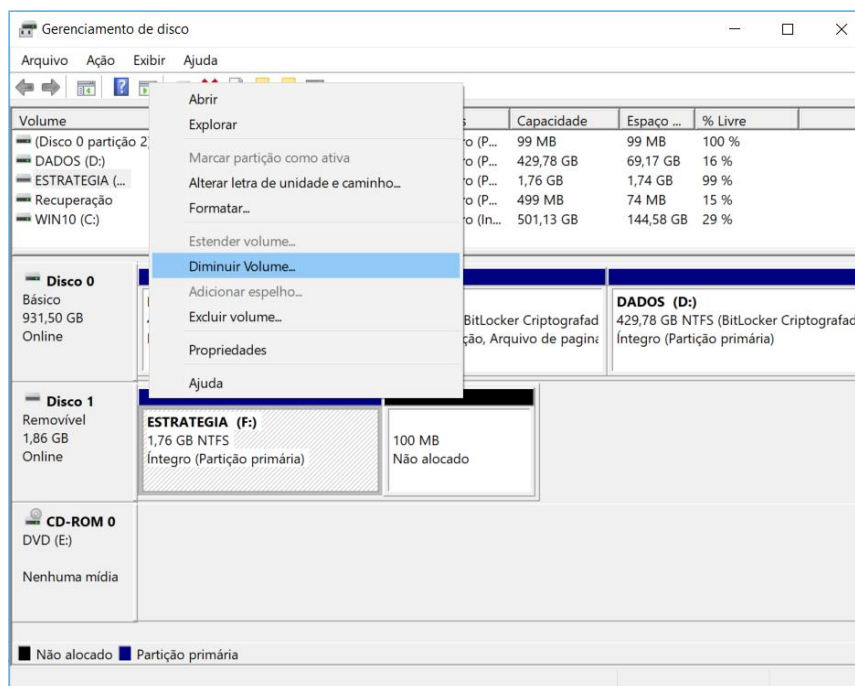 Gerenciamento de disco
Arquivo Ação Exibir Ajuda
Abrir
Explorar
Marcar partição como ativa
Alterar letra de unidade e caminho...
Formatar...
Estender volume...
Diminuir Volume...
Adicionar espelho...
Excluir volume...
Propriedades
Ajuda
Volume Capacidade Espaço ... % Livre
(Disco 0 partição 2) (P... 99 MB 99 MB 100 %
DADOS (D:) (P... 429,78 GB 69,17 GB 16 %
ESTRATEGIA (... (P... 1,76 GB 1,74 GB 99 %
Recuperação (P... 499 MB 74 MB 15 %
WIN10 (C:) (In... 501,13 GB 144,58 GB 29 %
Disco 0
Básico
931,50 GB
Online
BitLocker Criptografad
ção, Arquivo de pagina
DADOS (D:)
429,78 GB NTFS (BitLocker Criptografad
Íntegro (Partição primária)
Disco 1
Removível
1,86 GB
Online
ESTRATEGIA (F:)
1,76 GB NTFS
Íntegro (Partição primária)
100 MB
Não alocado
CD-ROM 0
DVD (E:)
Nenhuma mídia
Não alocado Partição primária